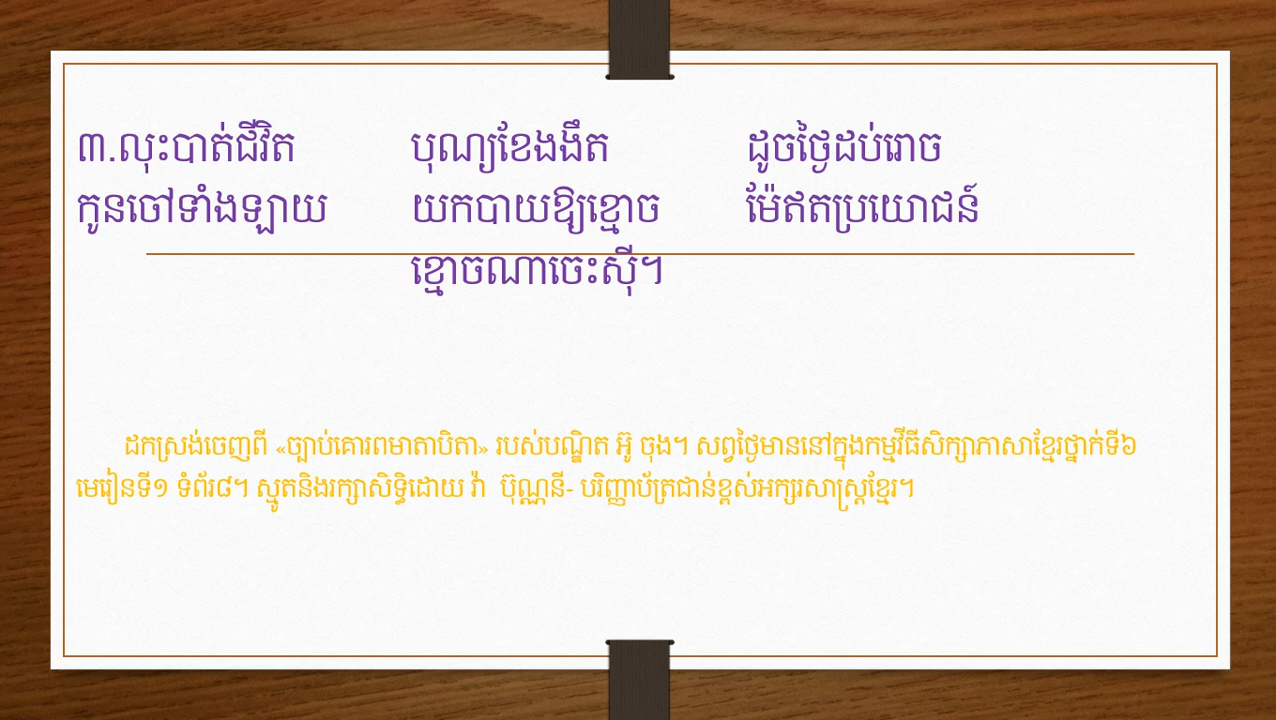 ៣.លុះបាត់ជីវិត បុណ្យខែងងឹត ដូចថ្ងៃដប់រោច
កូនចៅទាំងឡាយ យកបាយឱ្យខ្មោច ម៉ែឥតប្រយោជន៍
ខ្មោចណាចេះស៊ី។
ដកស្រង់ចេញពី «ច្បាប់គោរពមាតាបិតា» របស់បណ្ឌិត អ៊ូ ចុង។ សព្វថ្ងៃមាននៅក្នុងកម្មវីធីសិក្សាភាសាខ្មែរថ្នាក់ទី៦
មេរៀនទី១ ទំព័រ៨។ ស្មូតនិងរក្សាសិទ្ធិដោយ វ៉ា ប៊ុណ្ណនី- បរិញ្ញាប័ត្រជាន់ខ្ពស់អក្សរសាស្ត្រខ្មែរ។